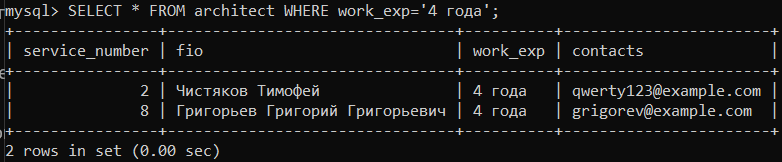 mysql> SELECT * FROM architect WHERE work_exp='4 года';
+----------------+-----------------------------+----------+---------------------+
| service_number | fio                         | work_exp | contacts            |
+----------------+-----------------------------+----------+---------------------+
|              2 | Чистяков Тимофей            | 4 года   | qwerty123@example.com |
|              8 | Григорьев Григорий Григорьевич | 4 года   | grigorev@example.com  |
+----------------+-----------------------------+----------+---------------------+
2 rows in set (0.00 sec)